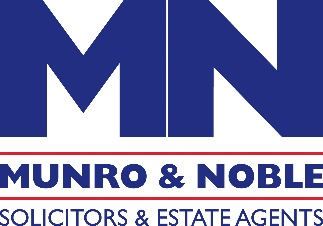 MN
MUNRO & NOBLE
SOLICITORS & ESTATE AGENTS